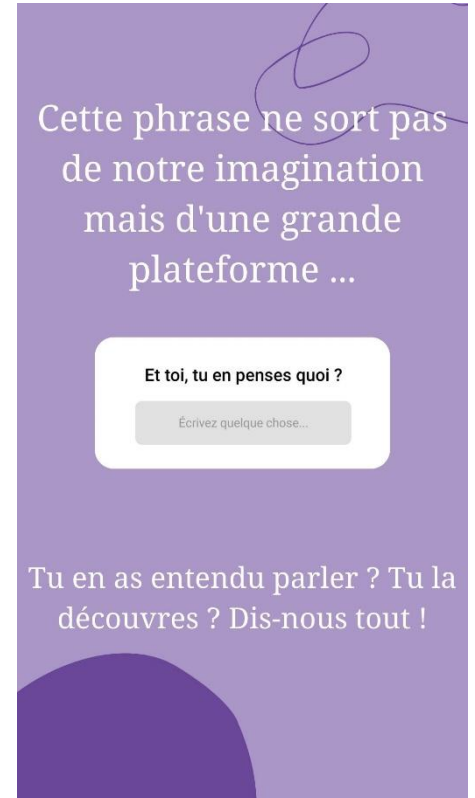 Cette phrase ne sort pas
de notre imagination
mais d'une grande
plateforme ...
Et toi, tu en penses quoi ?
Écrivez quelque chose...
Tu en as entendu parler ? Tu la
découvres ? Dis-nous tout !